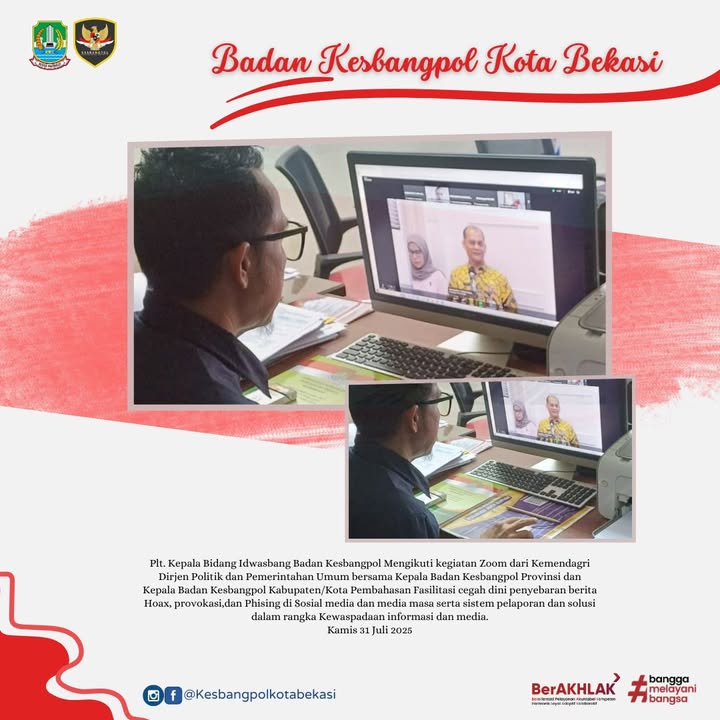 Badan Kesbangpol Kota Bekasi
Plt. Kepala Bidang Idwasbang Badan Kesbangpol Mengikuti kegiatan Zoom dari Kemendagri
Dirjen Politik dan Pemerintahan Umum bersama Kepala Badan Kesbangpol Provinsi dan
Kepala Badan Kesbangpol Kabupaten/Kota Pembahasan Fasilitasi cegah dini penyebaran berita
Hoax, provokasi,dan Phising di Sosial media dan media masa serta sistem pelaporan dan solusi
dalam rangka Kewaspadaan informasi dan media.
Kamis 31 Juli 2025
@Kesbangpolkotabekasi
BerAKHLAK
#bangga
melayani
bangsa